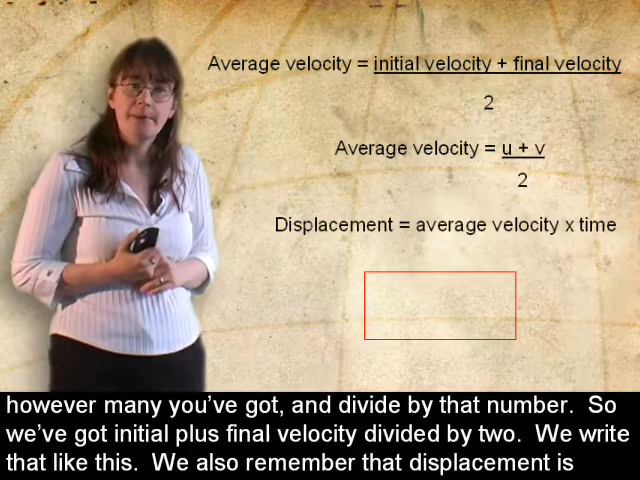 Average velocity = initial velocity + final velocity
2
Average velocity = u + v
2
Displacement = average velocity x time
however many you've got, and divide by that number.  So
we've got initial plus final velocity divided by two.  We write
that like this.  We also remember that displacement is